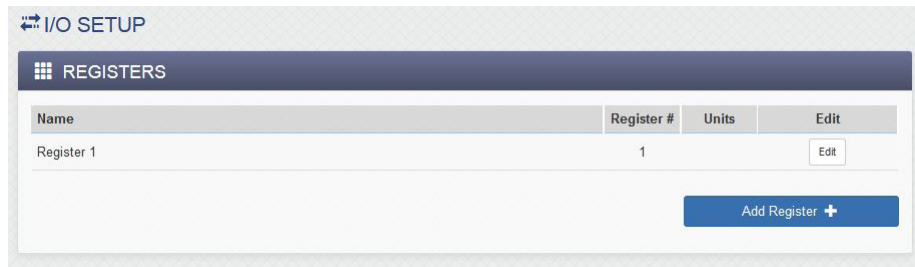 I/O SETUP
REGISTERS
Name Register # Units Edit
Register 1 1 Edit
Add Register